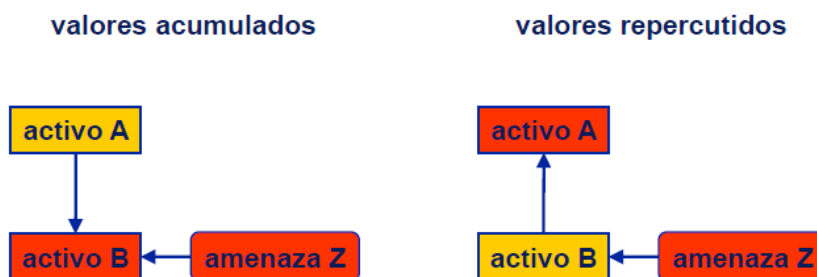 valores acumulados
valores repercutidos
activo A
activo A
activo B
amenaza Z
activo B
amenaza Z